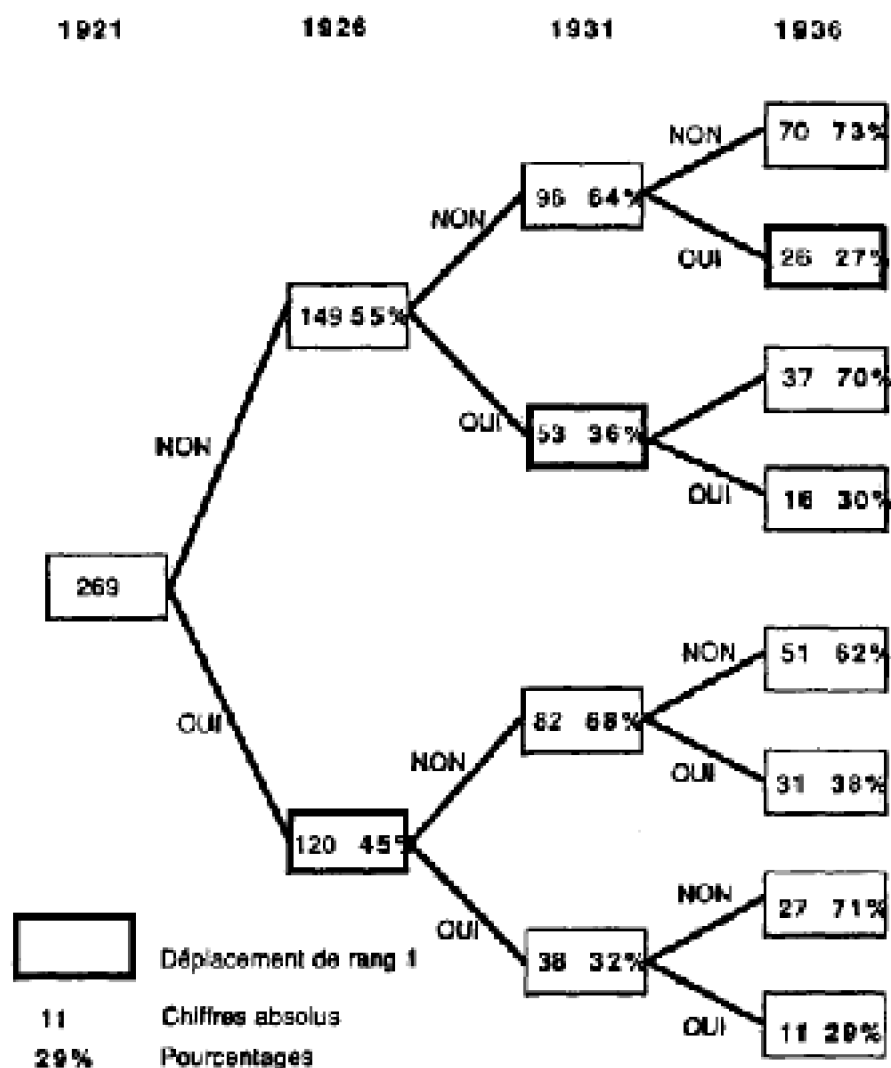 1921 1926 1931 1936
NON 70 73%
NON 96 64%
OUI 26 27%
149 55%
37 70%
OUI 53 36%
NON
OUI 16 30%
269
NON 51 62%
OUI 82 68%
NON
OUI 31 38%
120 45%
NON 27 71%
OUI
Déplacement de rang 1 38 32%
11 Chiffres absolus
OUI 11 29%
29% Pourcentages